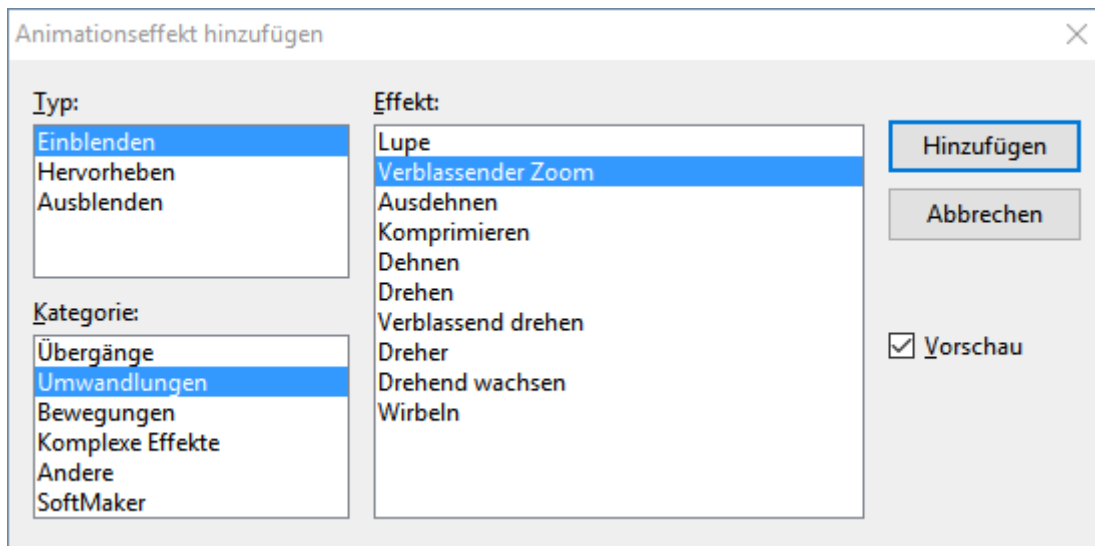 Animationseffekt hinzufügen
Typ:
Einblenden
Hervorheben
Ausblenden
Kategorie:
Übergänge
Umwandlungen
Bewegungen
Komplexe Effekte
Andere
SoftMaker
Effekt:
Lupe
Verblassender Zoom
Ausdehnen
Komprimieren
Dehnen
Drehen
Verblassend drehen
Dreher
Drehend wachsen
Wirbeln
Hinzufügen
Abbrechen
Vorschau